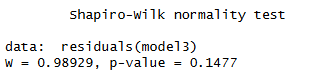 Shapiro-Wilk normality test
data:  residuals(model3)
W = 0.98929, p-value = 0.1477